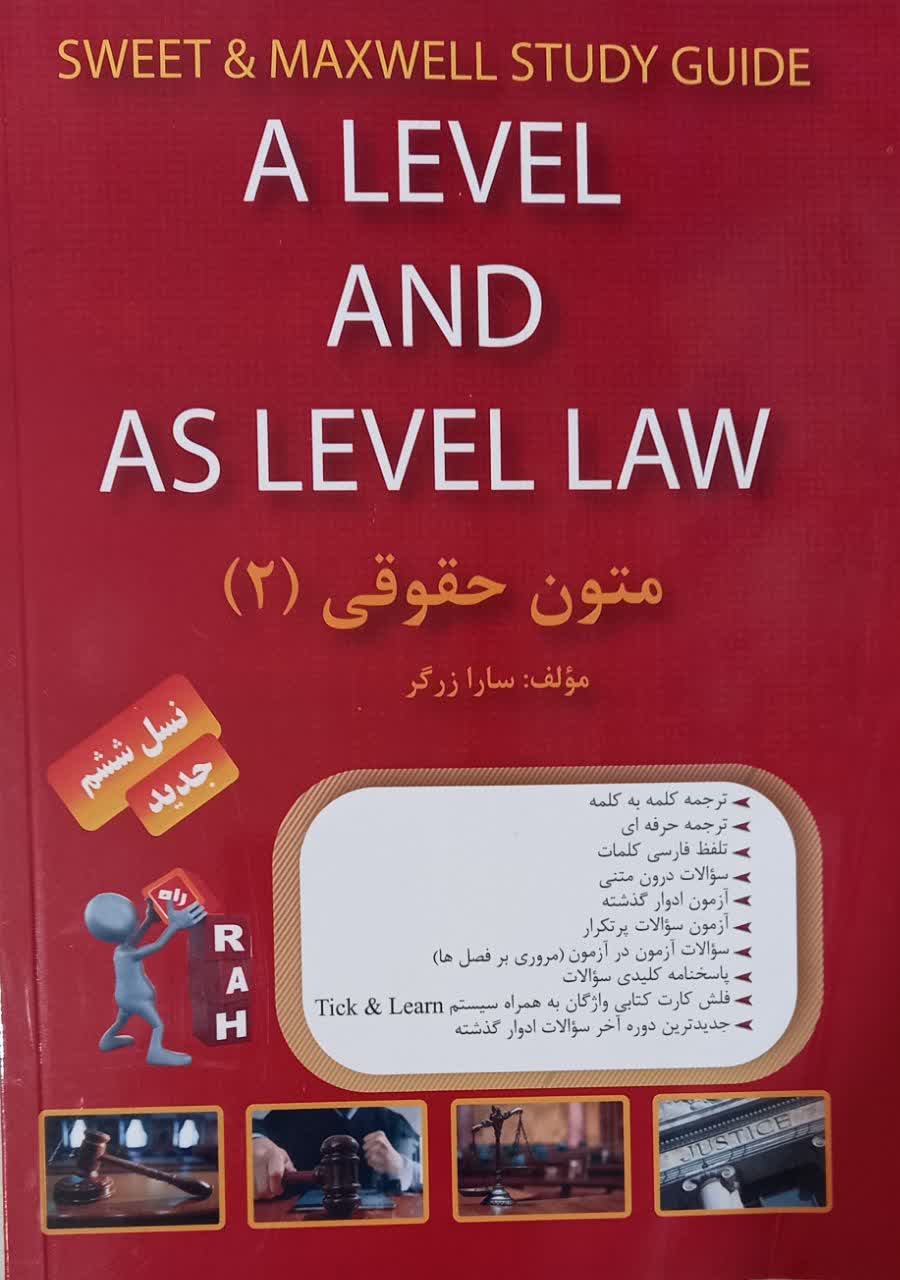 SWEET & MAXWELL STUDY GUIDE
A LEVEL
AND
AS LEVEL LAW
متون حقوقی (۲)
مؤلف: سارا زرگر
نسل ششم
جدید
ترجمه کلمه به کلمه
ترجمه حرفه ای
تلفظ فارسی کلمات
سؤالات درون متنی
آزمون ادوار گذشته
آزمون سؤالات پرتکرار
سؤالات آزمون در آزمون (مروری بر فصل ها)
پاسخنامه کلیدی سؤالات
فلش کارت کتابی واژگان به همراه سیستم Tick & Learn
جدیدترین دوره آخر سؤالات ادوار گذشته
راه
R
A
H
JUSTICE